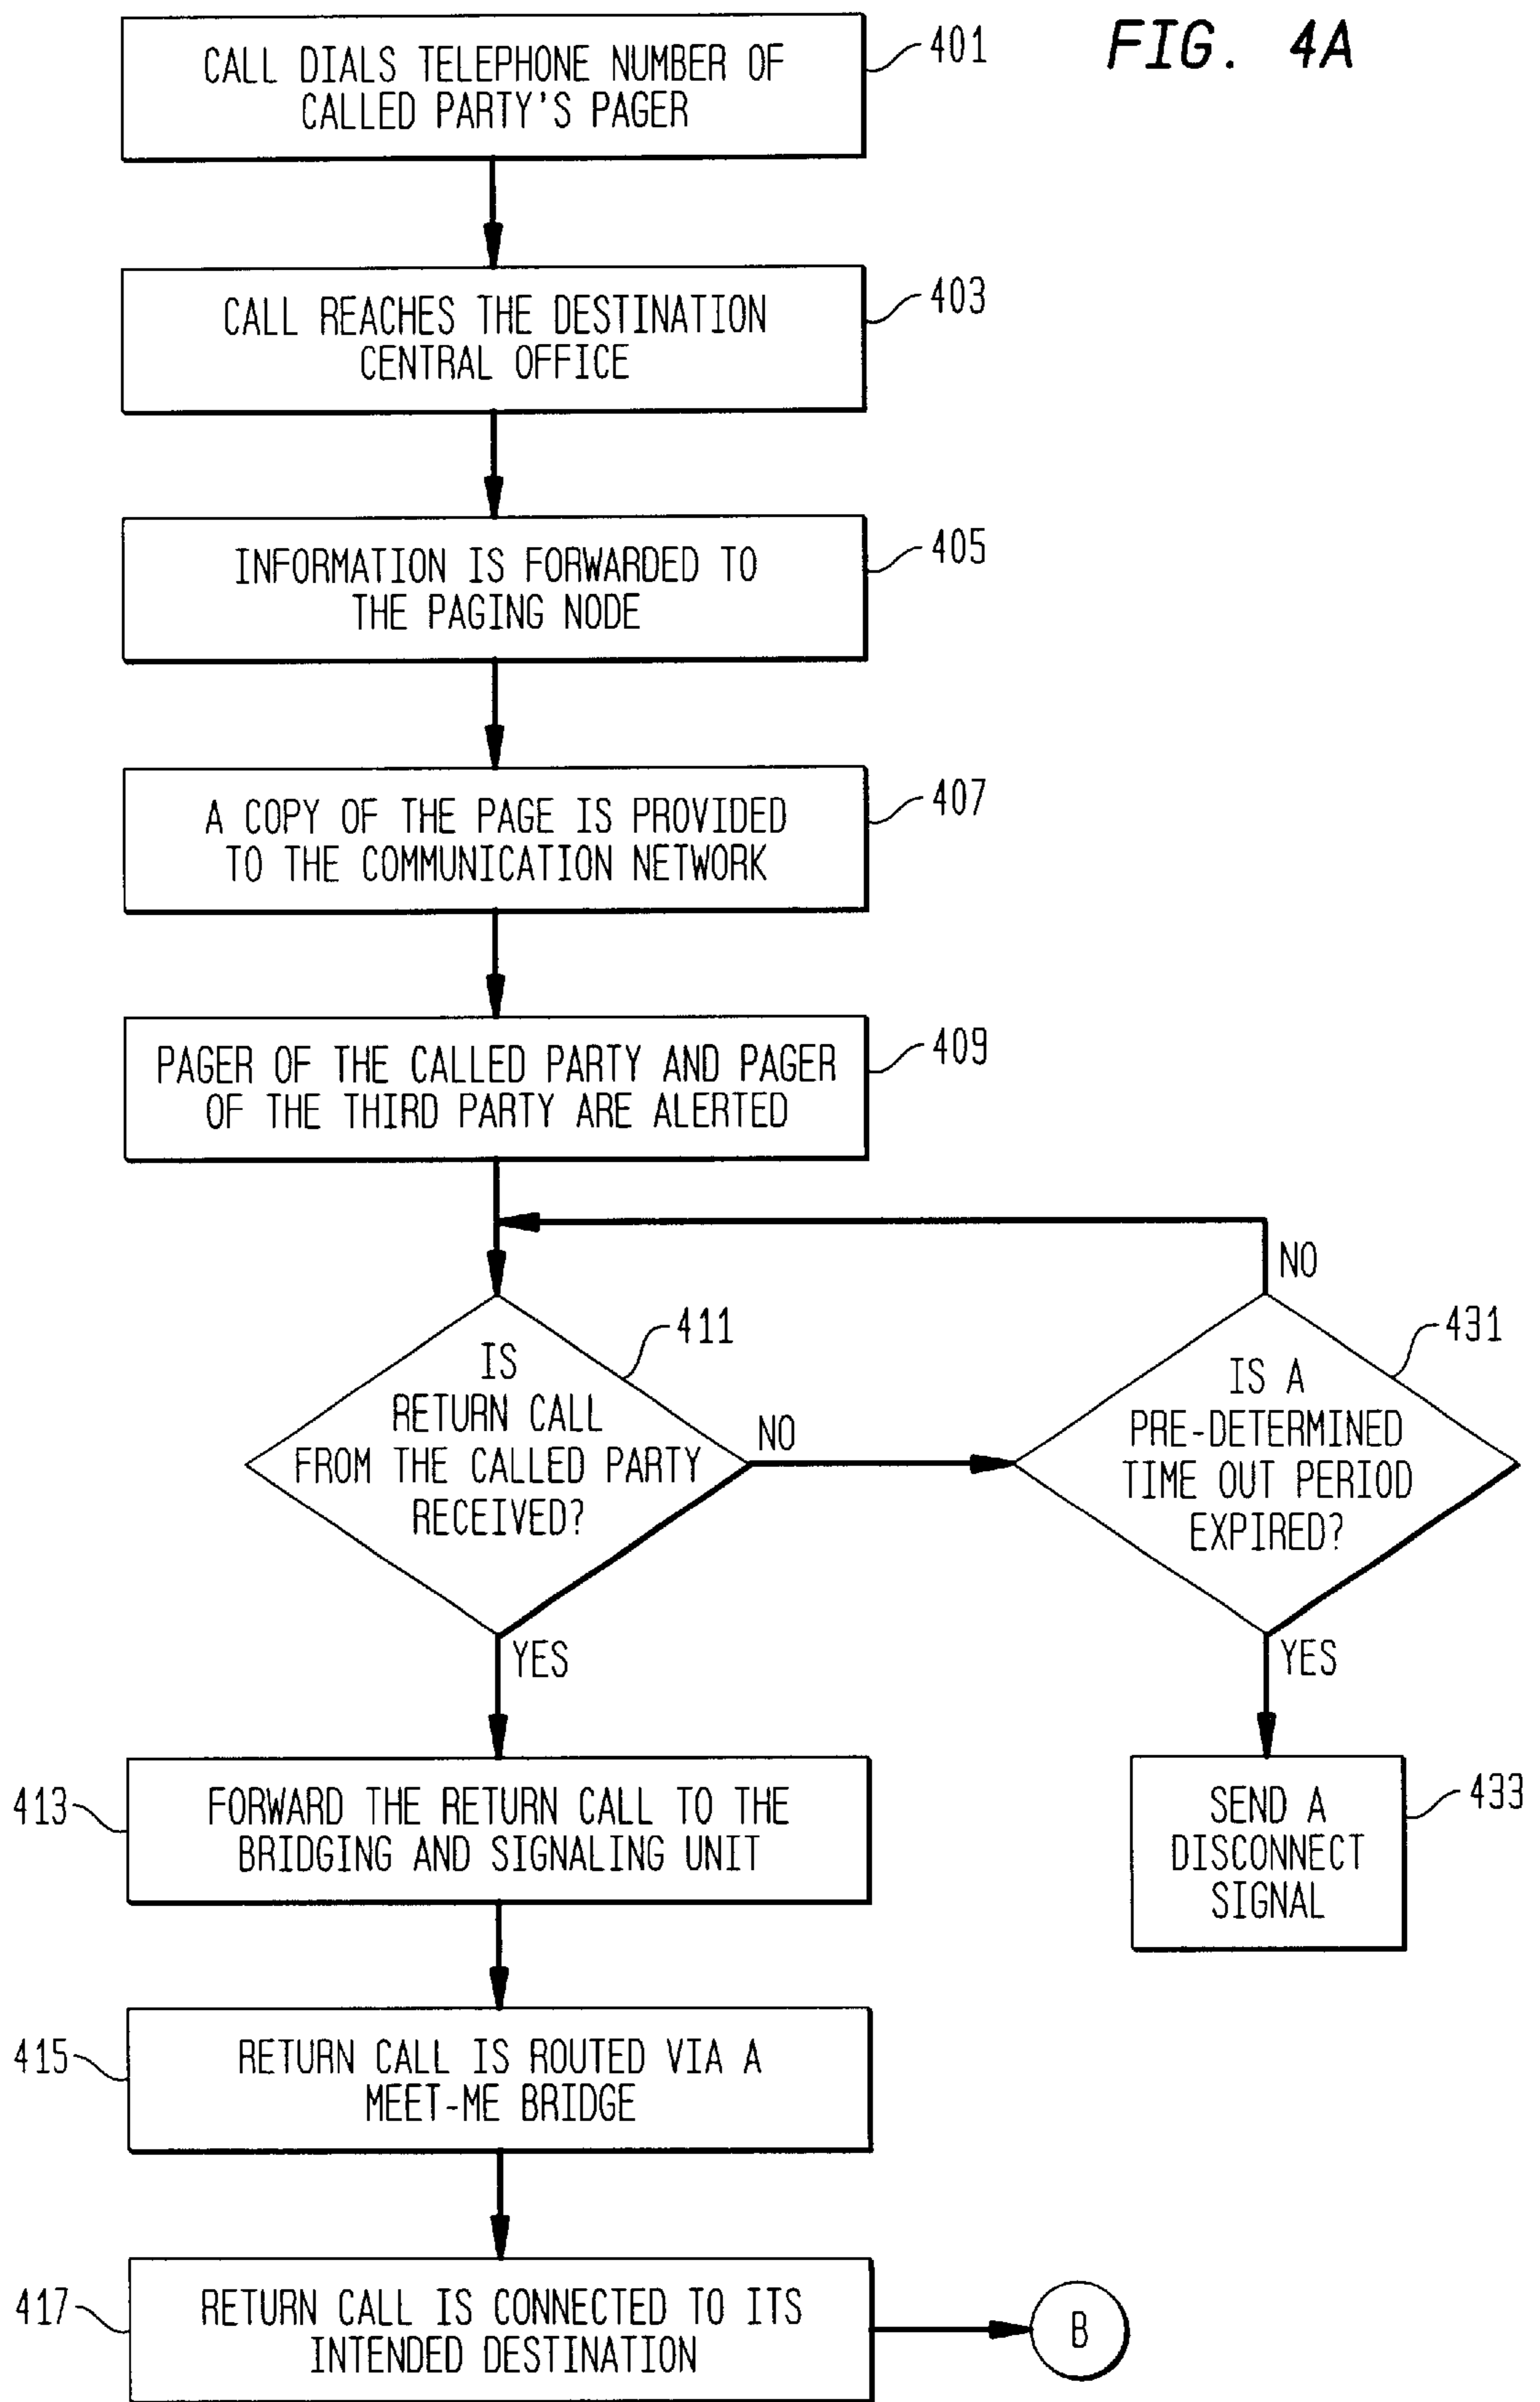 FIG. 4A
CALL DIALS TELEPHONE NUMBER OF
CALLED PARTY'S PAGER
401
CALL REACHES THE DESTINATION
CENTRAL OFFICE
403
INFORMATION IS FORWARDED TO
THE PAGING NODE
405
A COPY OF THE PAGE IS PROVIDED
TO THE COMMUNICATION NETWORK
407
PAGER OF THE CALLED PARTY AND PAGER
OF THE THIRD PARTY ARE ALERTED
409
IS
RETURN CALL
FROM THE CALLED PARTY
RECEIVED?
411
NO
YES
IS A
PRE-DETERMINED
TIME OUT PERIOD
EXPIRED?
431
NO
YES
413
FORWARD THE RETURN CALL TO THE
BRIDGING AND SIGNALING UNIT
SEND A
DISCONNECT
SIGNAL
433
415
RETURN CALL IS ROUTED VIA A
MEET-ME BRIDGE
417
RETURN CALL IS CONNECTED TO ITS
INTENDED DESTINATION
B